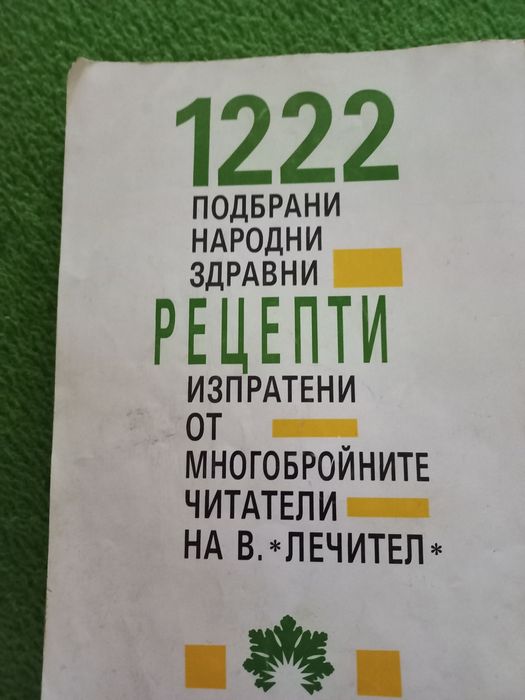 1222
ПОДБРАНИ
НАРОДНИ
ЗДРАВНИ
РЕЦЕПТИ
ИЗПРАТЕНИ
ОТ
МНОГОБРОЙНИТЕ
ЧИТАТЕЛИ
НА В. *ЛЕЧИТЕЛ*